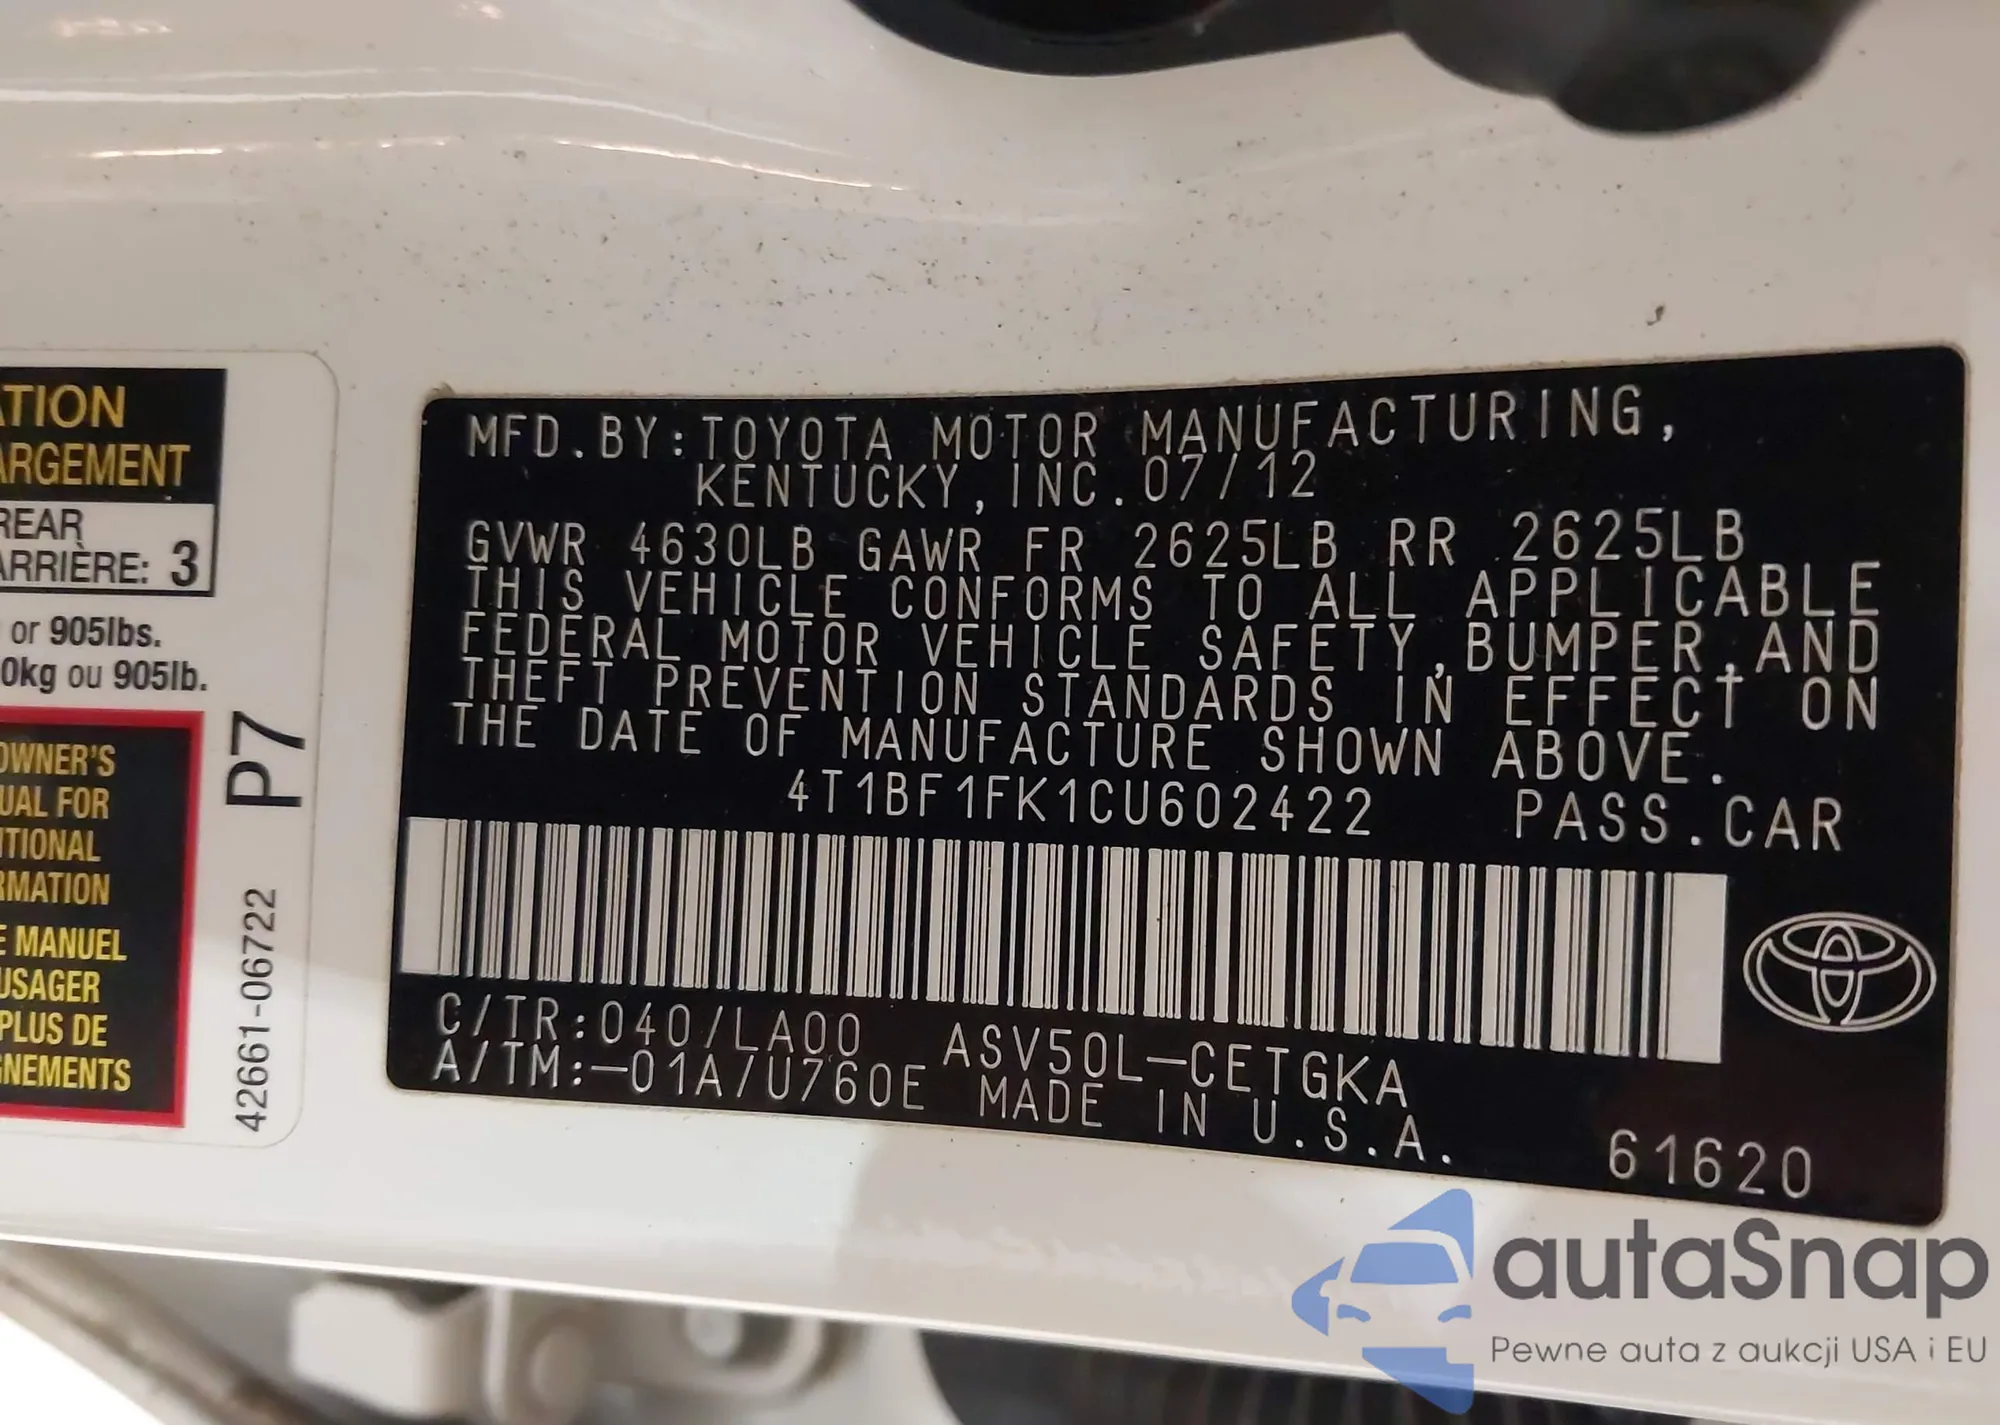 ATION
ARGEMENT
REAR
ARRIÈRE: 3
or 905lbs.
0kg ou 905lb.
OWNER'S
UAL FOR
TIONAL
RMATION
E MANUEL
USAGER
PLUS DE
GNEMENTS
P7
42661-06722
MFD.BY:TOYOTA MOTOR MANUFACTURING,
KENTUCKY, INC.07/12
GVWR 4630LB GAWR FR 2625LB RR 2625LB
THIS VEHICLE CONFORMS TO ALL APPLICABLE
FEDERAL MOTOR VEHICLE SAFETY,BUMPER,AND
THEFT PREVENTION STANDARDS IN EFFECT ON
THE DATE OF MANUFACTURE SHOWN ABOVE.
4T1BF1FK1CU602422 PASS.CAR
C/TR:040/LA00 ASV50L-CETGKA
A/TM:-01A/U760E MADE IN U.S.A.
61620
autaSnap
Pewne auta z aukcji USA i EU